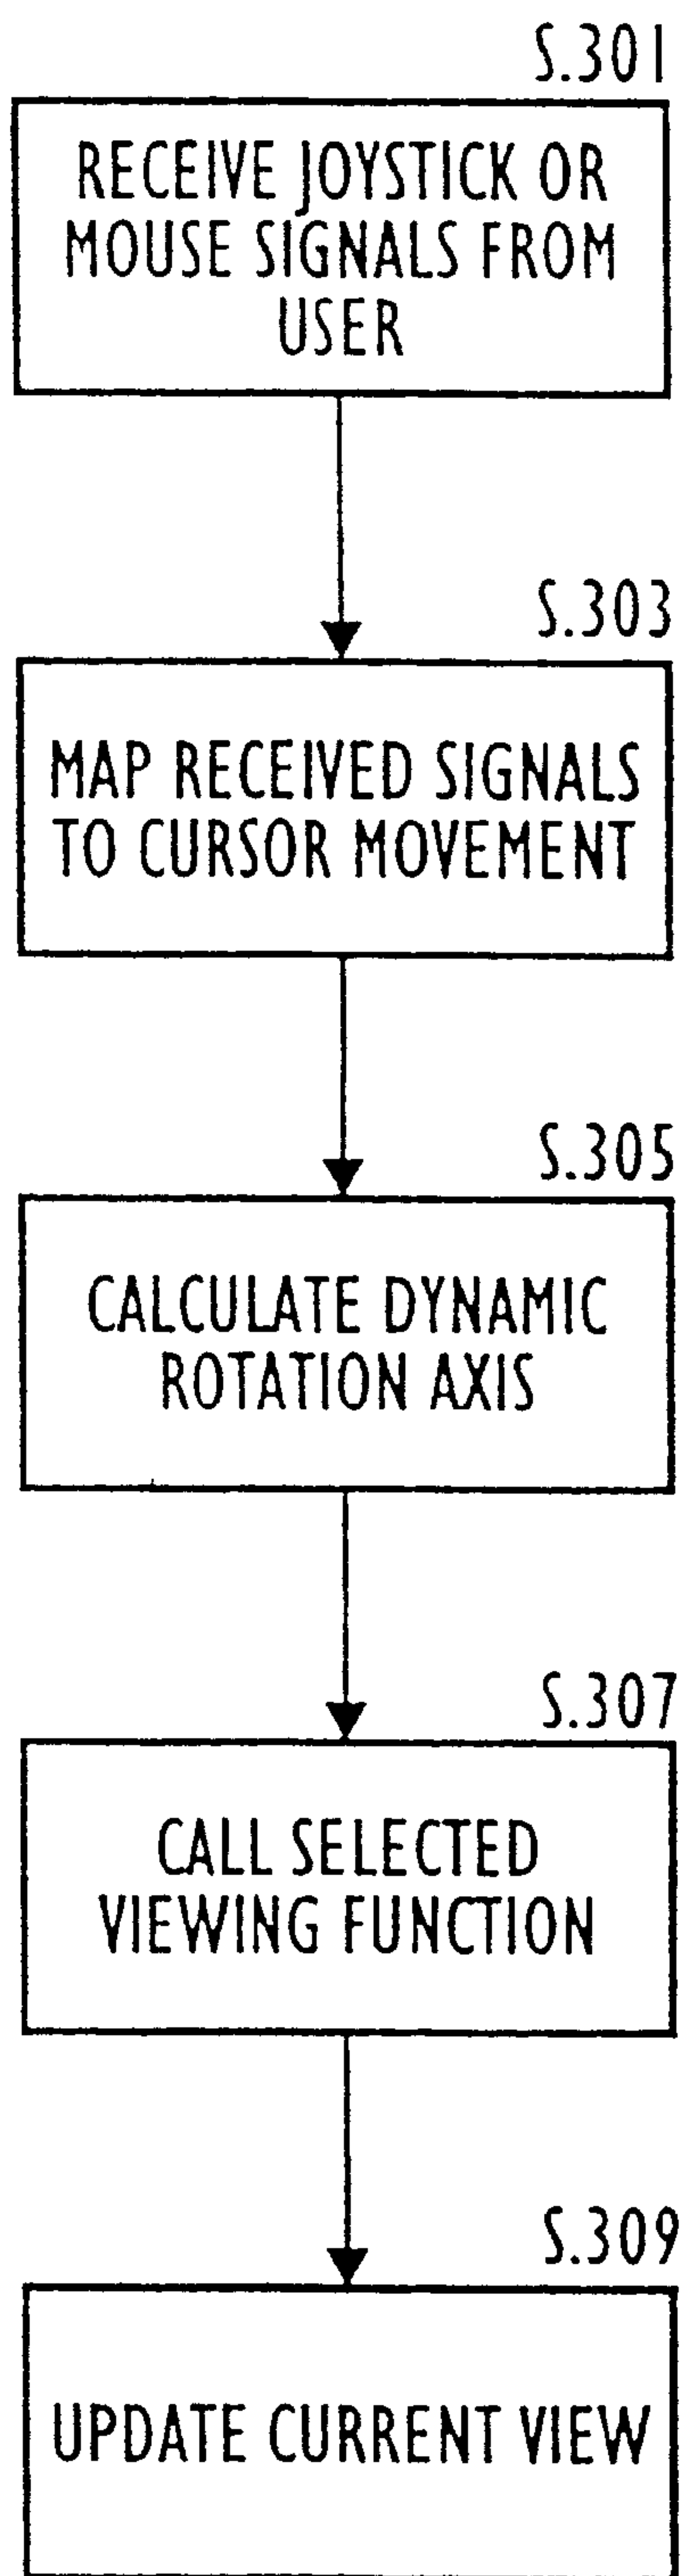 S.301
RECEIVE JOYSTICK OR
MOUSE SIGNALS FROM
USER
S.303
MAP RECEIVED SIGNALS
TO CURSOR MOVEMENT
S.305
CALCULATE DYNAMIC
ROTATION AXIS
S.307
CALL SELECTED
VIEWING FUNCTION
S.309
UPDATE CURRENT VIEW